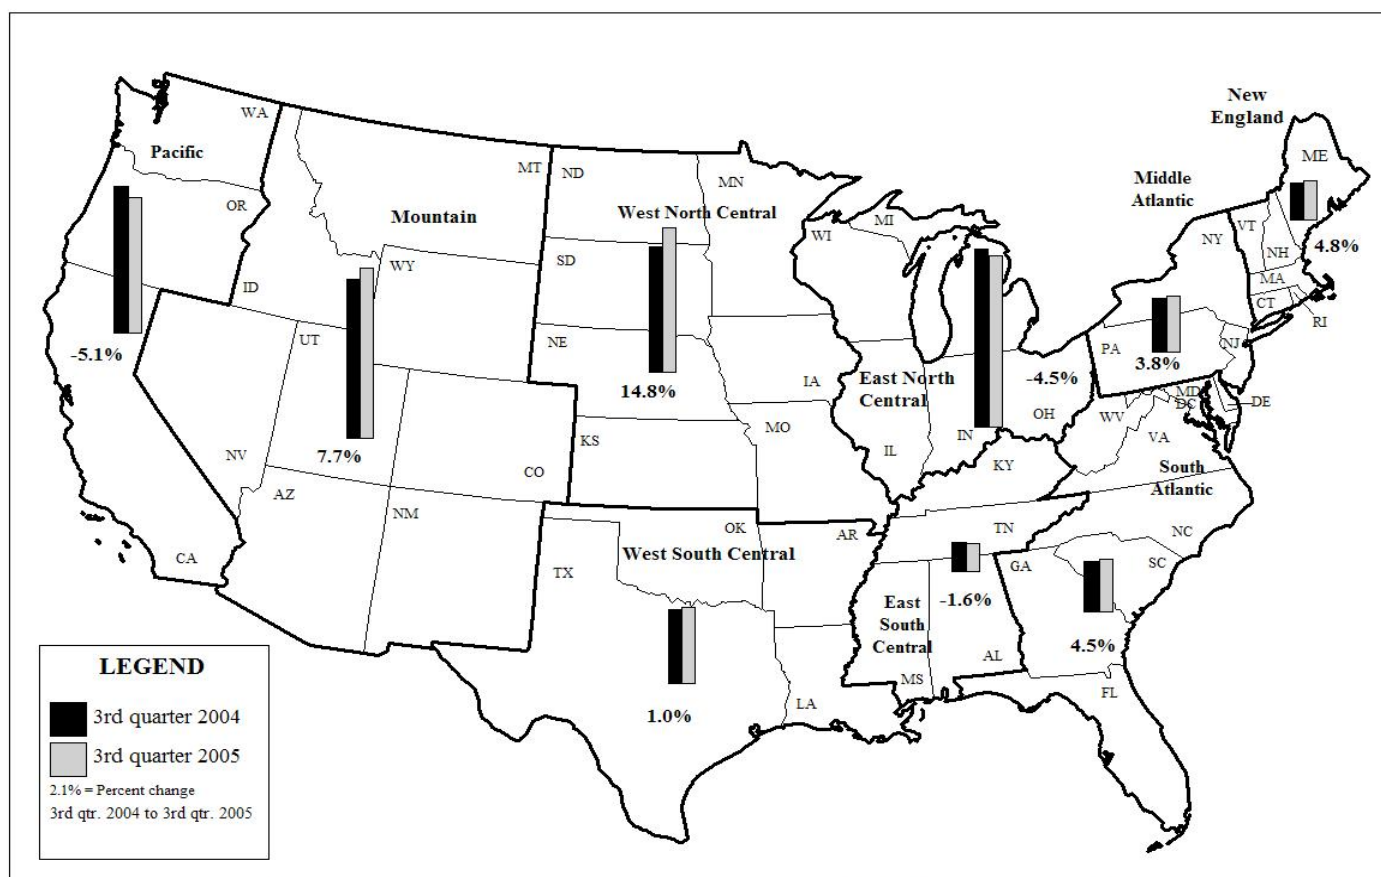 New
England
WA
Pacific
MT
ND
MN
ME
Middle
Atlantic
OR
Mountain
West North Central
MI
WI
NY
VT
NH
4.8%
WY
SD
MA
ID
CT
RI
-5.1%
UT
NE
PA
NJ
3.8%
IA
East North
Central
-4.5%
14.8%
MD
DC
DE
OH
WV
MO
KS
IL
IN
VA
NV
7.7%
CO
KY
South
Atlantic
AZ
NM
OK
AR
TN
NC
West South Central
CA
TX
GA
SC
-1.6%
East
South
Central
4.5%
AL
MS
FL
LA
1.0%
LEGEND
3rd quarter 2004
3rd quarter 2005
2.1% = Percent change
3rd qtr. 2004 to 3rd qtr. 2005